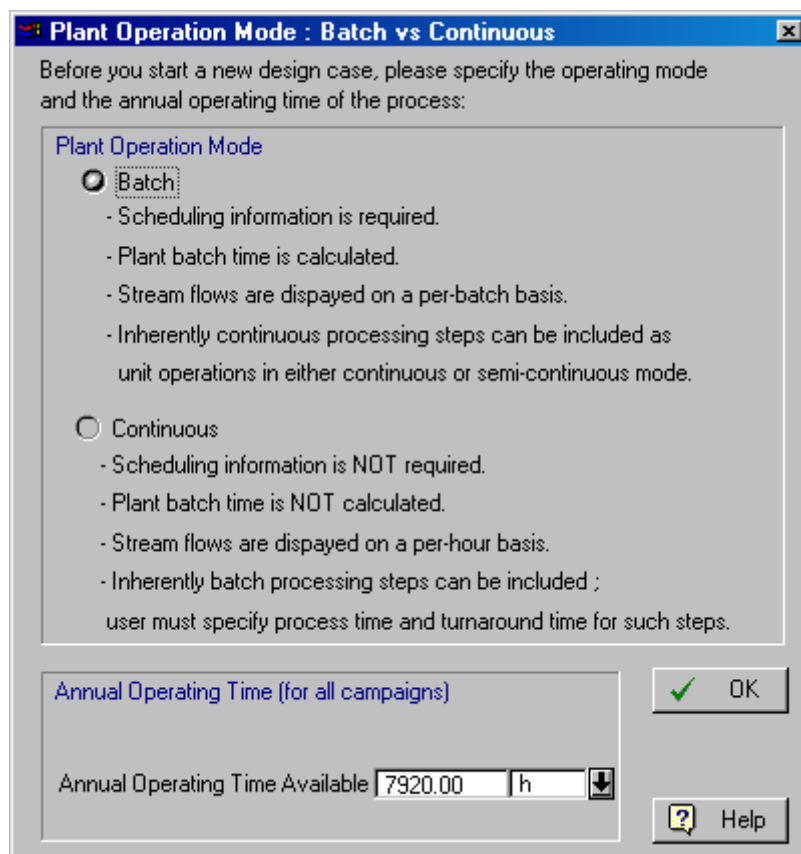 Plant Operation Mode : Batch vs Continuous
Before you start a new design case, please specify the operating mode
and the annual operating time of the process:
Plant Operation Mode
Batch
- Scheduling information is required.
- Plant batch time is calculated.
- Stream flows are dispayed on a per-batch basis.
- Inherently continuous processing steps can be included as
unit operations in either continuous or semi-continuous mode.
Continuous
- Scheduling information is NOT required.
- Plant batch time is NOT calculated.
- Stream flows are dispayed on a per-hour basis.
- Inherently batch processing steps can be included ;
user must specify process time and turnaround time for such steps.
Annual Operating Time (for all campaigns)
OK
Annual Operating Time Available 7920.00 h
Help